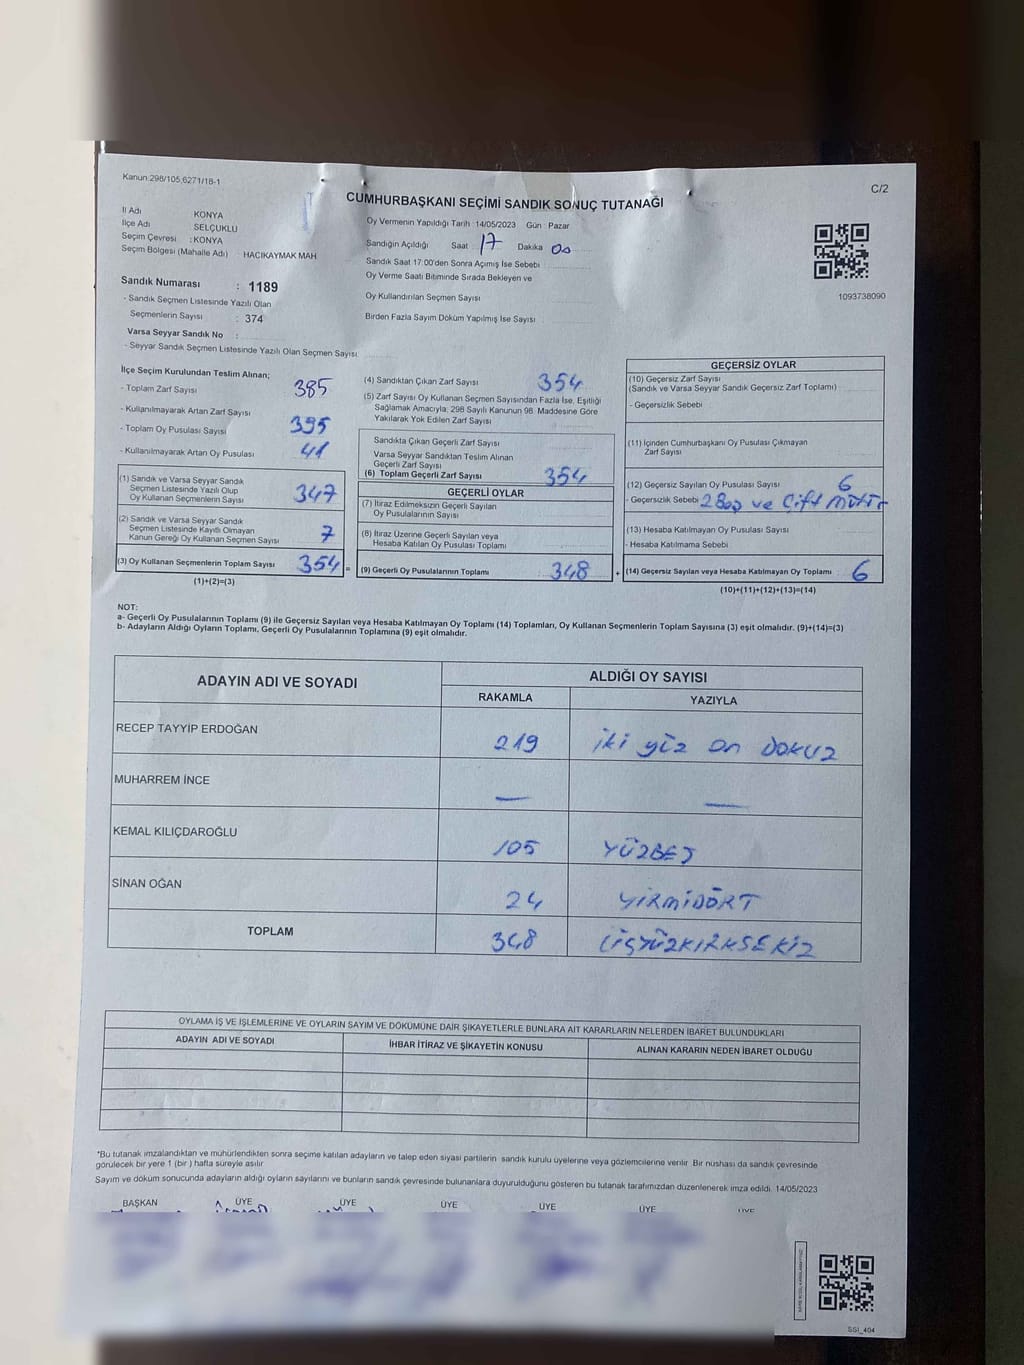 Kanun:298/105,6271/18-1
C/2
CUMHURBAŞKANI SEÇİMİ SANDIK SONUÇ TUTANAĞI
İl Adı KONYA
İlçe Adı SELÇUKLU
Seçim Çevresi : KONYA
Seçim Bölgesi (Mahalle Adı) HACIKAYMAK MAH
Sandık Numarası : 1189
- Sandık Seçmen Listesinde Yazılı Olan
Seçmenlerin Sayısı : 374
Varsa Seyyar Sandık No :
- Seyyar Sandık Seçmen Listesinde Yazılı Olan Seçmen Sayısı
Oy Vermenin Yapıldığı Tarih : 14/05/2023 Gün : Pazar
Sandığın Açıldığı Saat 17 Dakika 00
Sandık Saat 17:00'den Sonra Açımış İse Sebebi
Oy Verme Saati Bitiminde Sırada Bekleyen ve
Oy Kullandırılan Seçmen Sayısı
Birden Fazla Sayım Döküm Yapılmış İse Sayısı
1093738090
İlçe Seçim Kurulundan Teslim Alınan;
- Toplam Zarf Sayısı 385
- Kullanılmayarak Artan Zarf Sayısı
- Toplam Oy Pusulası Sayısı 395
- Kullanılmayarak Artan Oy Pusulası 41
(1) Sandık ve Varsa Seyyar Sandık
Seçmen Listesinde Yazılı Olup
Oy Kullanan Seçmenlerin Sayısı 347
(2) Sandık ve Varsa Seyyar Sandık
Seçmen Listesinde Kayıtlı Olmayan
Kanun Gereği Oy Kullanan Seçmen Sayısı 7
(3) Oy Kullanan Seçmenlerin Toplam Sayısı 354 =
(1)+(2)=(3)
(4) Sandıktan Çıkan Zarf Sayısı 354
(5) Zarf Sayısı Oy Kullanan Seçmen Sayısından Fazla İse, Eşitliği
Sağlamak Amacıyla; 298 Sayılı Kanunun 98. Maddesine Göre
Yakılarak Yok Edilen Zarf Sayısı
Sandıkta Çıkan Geçerli Zarf Sayısı
Varsa Seyyar Sandıktan Teslim Alınan
Geçerli Zarf Sayısı
(6) Toplam Geçerli Zarf Sayısı 354
GEÇERLİ OYLAR
(7) İtiraz Edilmeksizin Geçerli Sayılan
Oy Pusulalarının Sayısı
(8) İtiraz Üzerine Geçerli Sayılan veya
Hesaba Katılan Oy Pusulası Toplamı
(9) Geçerli Oy Pusulalarının Toplamı 348 +
GEÇERSİZ OYLAR
(10) Geçersiz Zarf Sayısı
(Sandık ve Varsa Seyyar Sandık Geçersiz Zarf Toplamı)
- Geçersizlik Sebebi
(11) İçinden Cumhurbaşkanı Oy Pusulası Çıkmayan
Zarf Sayısı
(12) Geçersiz Sayılan Oy Pusulası Sayısı 6
- Geçersizlik Sebebi 2 Boş ve Çift Mühür
(13) Hesaba Katılmayan Oy Pusulası Sayısı
- Hesaba Katılmama Sebebi
(14) Geçersiz Sayılan veya Hesaba Katılmayan Oy Toplamı 6
(10)+(11)+(12)+(13)=(14)
NOT:
a- Geçerli Oy Pusulalarının Toplamı (9) ile Geçersiz Sayılan veya Hesaba Katılmayan Oy Toplamı (14) Toplamları, Oy Kullanan Seçmenlerin Toplam Sayısına (3) eşit olmalıdır. (9)+(14)=(3)
b- Adayların Aldığı Oyların Toplamı, Geçerli Oy Pusulalarının Toplamına (9) eşit olmalıdır.
ADAYIN ADI VE SOYADI ALDIĞI OY SAYISI
RAKAMLA YAZIYLA
RECEP TAYYİP ERDOĞAN 219 iki yüz on DOKUZ
MUHARREM İNCE — —
KEMAL KILIÇDAROĞLU 105 YÜZBEŞ
SİNAN OĞAN 24 YİRMİDÖRT
TOPLAM 348 ÜÇYÜZKIRKSEKİZ
OYLAMA İŞ VE İŞLEMLERİNE VE OYLARIN SAYIM VE DÖKÜMÜNE DAİR ŞİKAYETLERLE BUNLARA AİT KARARLARIN NELERDEN İBARET BULUNDUKLARI
ADAYIN ADI VE SOYADI İHBAR İTİRAZ VE ŞİKAYETİN KONUSU ALINAN KARARIN NEDEN İBARET OLDUĞU
*Bu tutanak imzalandıktan ve mühürlendikten sonra seçime katılan adayların ve talep eden siyasi partilerin sandık kurulu üyelerine veya gözlemcilerine verilir. Bir nüshası da sandık çevresinde
görülecek bir yere 1 (bir ) hafta süreyle asılır
Sayım ve döküm sonucunda adayların aldığı oyların sayılarını ve bunların sandık çevresinde bulunanlara duyurulduğunu gösteren bu tutanak tarafımızdan düzenlenerek imza edildi. 14/05/2023
BAŞKAN ÜYE ÜYE ÜYE ÜYE ÜYE ÜYE
SSI_404